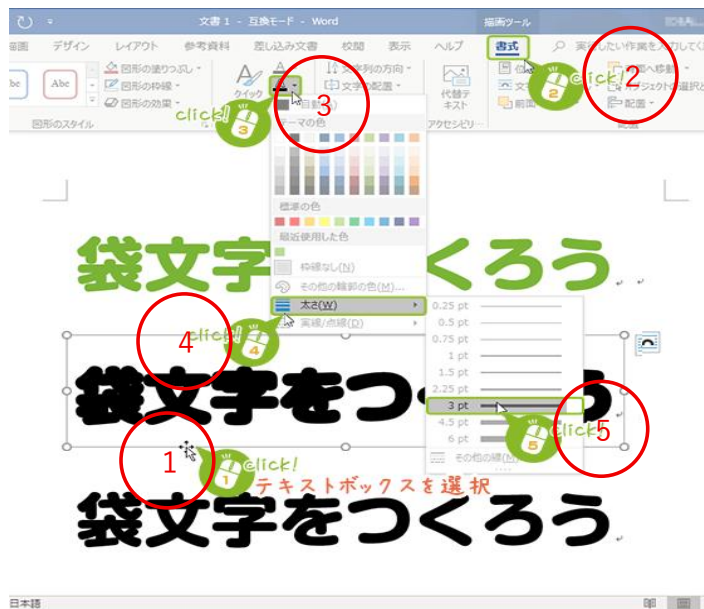 文書 1 - 互換モード - Word
描画ツール
描画 デザイン レイアウト 参考資料 差し込み文書 校閲 表示 ヘルプ 書式 実行したい作業を入力してく
Abc 図形の塗りつぶし
図形の枠線
図形の効果
図形のスタイル
クイック
文字列の方向
文字の配置
代替テ
キスト
アクセシビリ
前面
オブジェクトの選択と
配置
配置
click!
2
2
click!
3
3
テーマの色
標準の色
最近使用した色
枠線なし(N)
その他の輪郭の色(M)...
太さ(W)
実線/点線(D)
袋文字 くろう
0.25 pt
0.5 pt
0.75 pt
1 pt
1.5 pt
2.25 pt
3 pt
4.5 pt
6 pt
その他の線(M)
4
click!
4
袋文字をつく
click!
5
5
1
click!
1
テキストボックスを選択
袋文字をつくろう
日本語